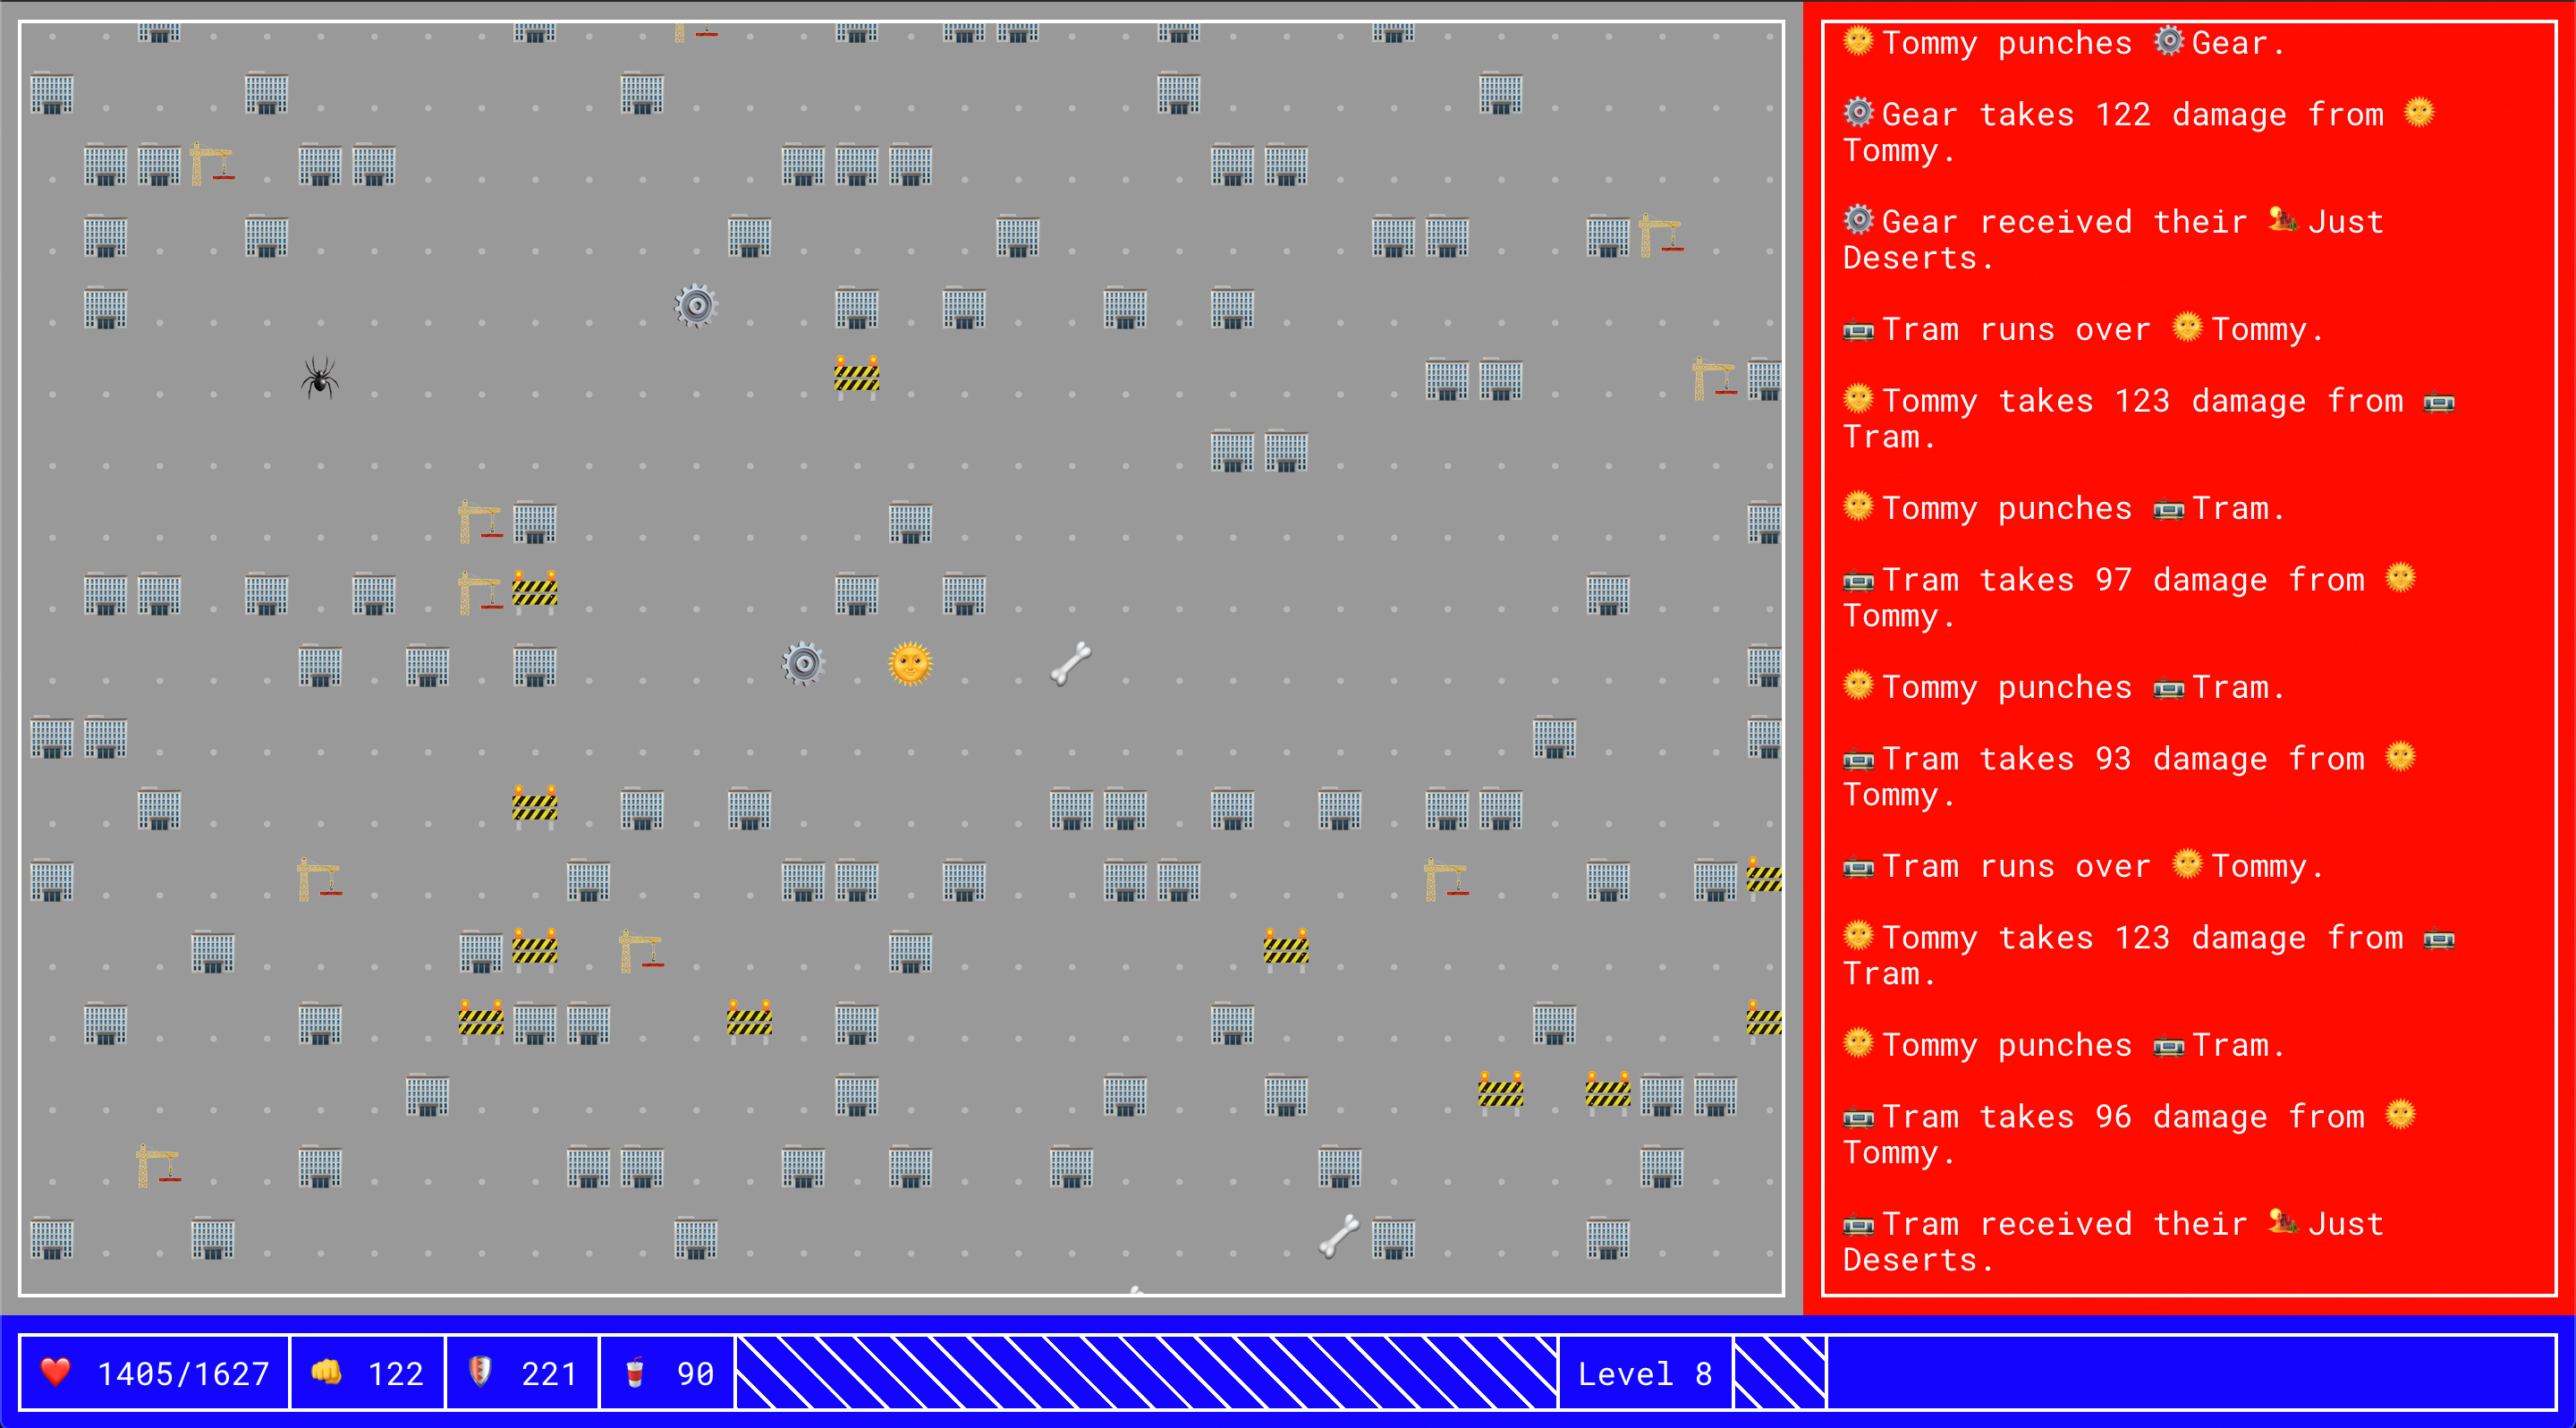 Tommy punches Gear.
Gear takes 122 damage from
Tommy.
Gear received their Just
Deserts.
Tram runs over Tommy.
Tommy takes 123 damage from
Tram.
Tommy punches Tram.
Tram takes 97 damage from
Tommy.
Tommy punches Tram.
Tram takes 93 damage from
Tommy.
Tram runs over Tommy.
Tommy takes 123 damage from
Tram.
Tommy punches Tram.
Tram takes 96 damage from
Tommy.
Tram received their Just
Deserts.
1405/1627 122 221 90 Level 8